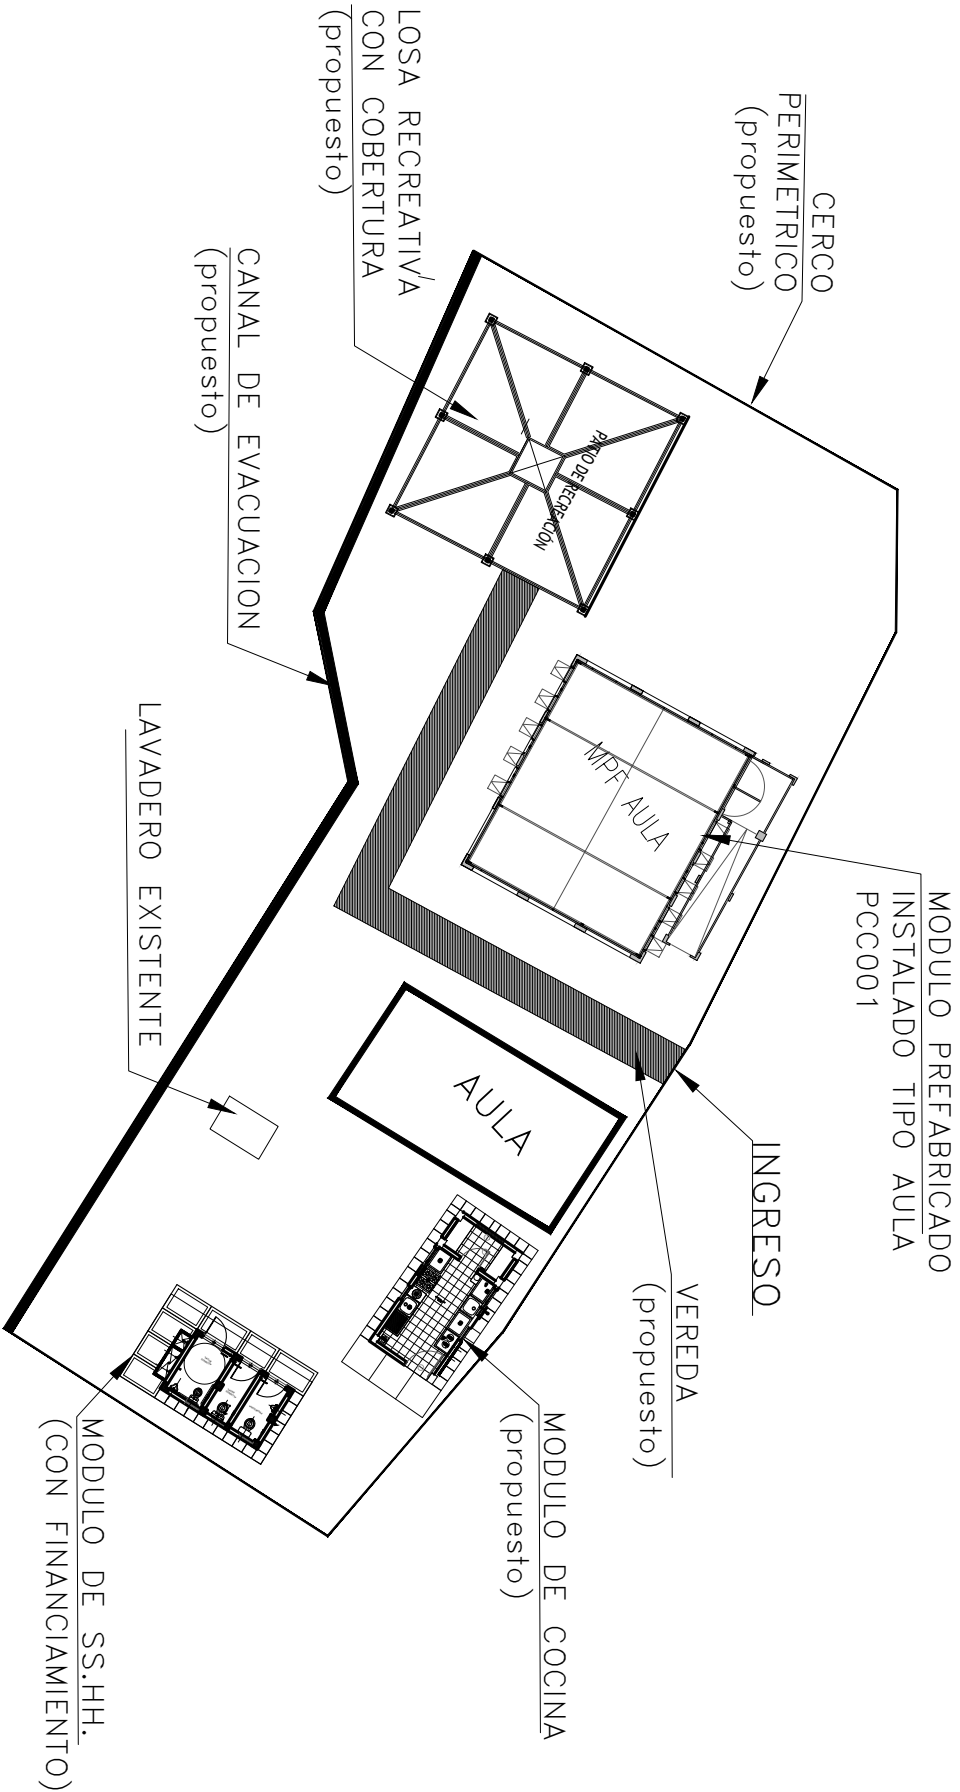 LOSA RECREATIVA
CON COBERTURA
(propuesto)
CERCO
PERIMETRICO
(propuesto)
CANAL DE EVACUACION
(propuesto)
PATIO DE RECREACIÓN
LAVADERO EXISTENTE
MPF AULA
MODULO PREFABRICADO
INSTALADO TIPO AULA
PCC001
AULA
INGRESO
VEREDA
(propuesto)
MODULO DE COCINA
(propuesto)
MODULO DE SS.HH.
(CON FINANCIAMIENTO)